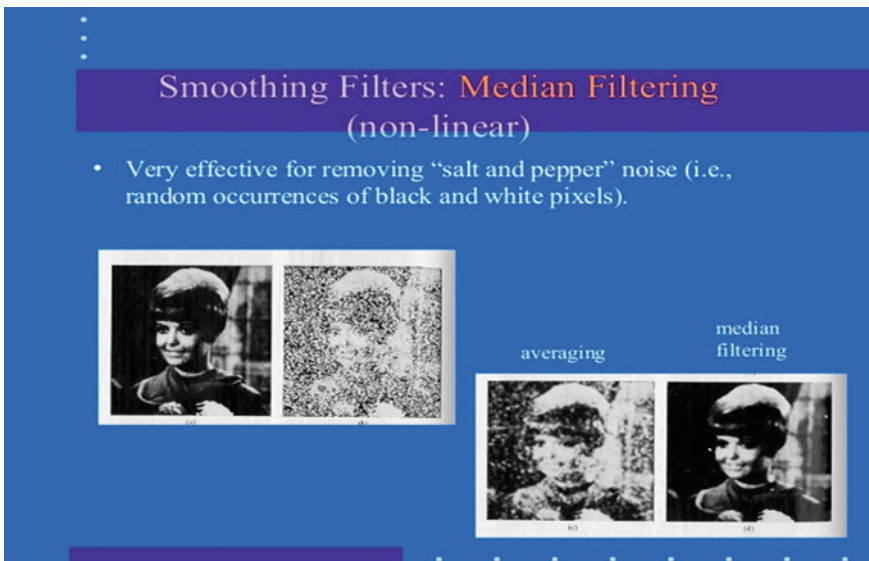 Smoothing Filters: Median Filtering
(non-linear)
• Very effective for removing “salt and pepper” noise (i.e.,
random occurrences of black and white pixels).
averaging
median
filtering
(a)
(b)
(c)
(d)